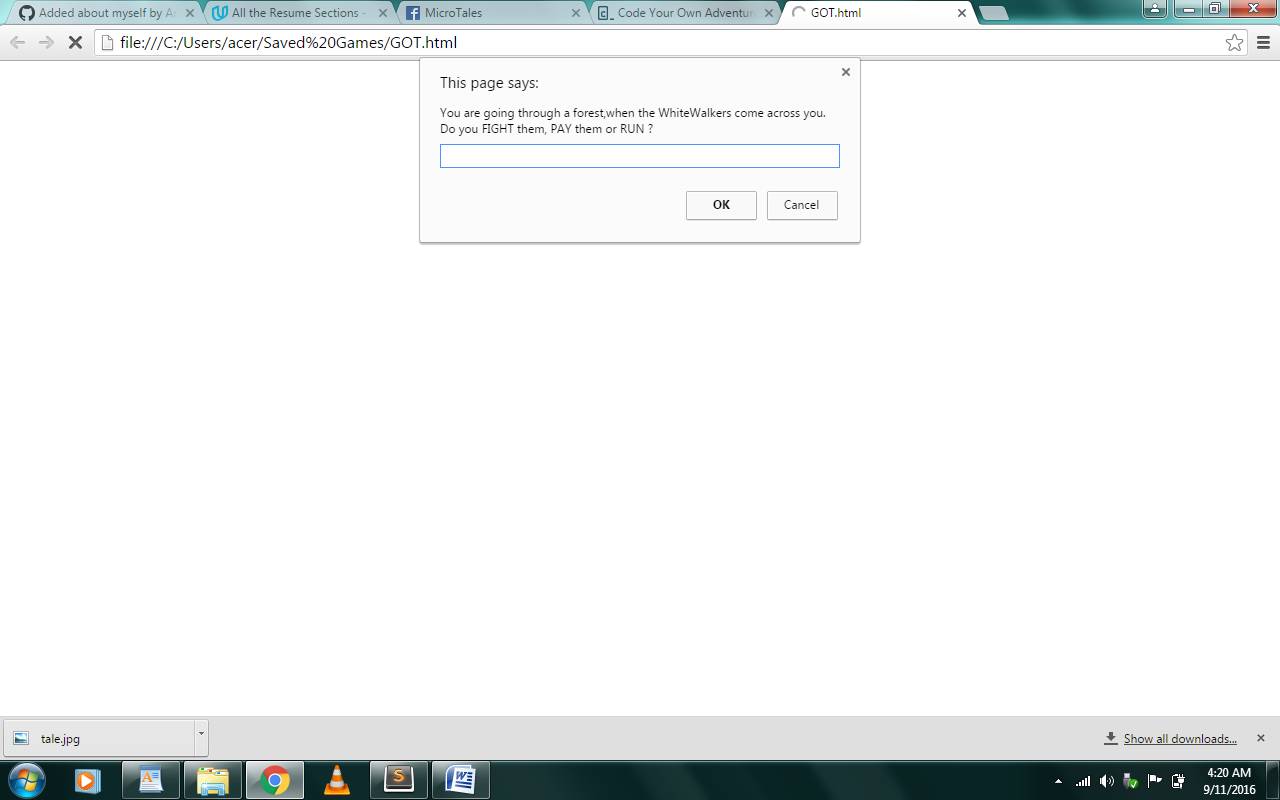 Added about myself by A
All the Resume Sections -
MicroTales
Code Your Own Adventu
GOT.html
file:///C:/Users/acer/Saved%20Games/GOT.html
This page says:
You are going through a forest,when the WhiteWalkers come across you.
Do you FIGHT them, PAY them or RUN ?
OK
Cancel
tale.jpg
Show all downloads...
4:20 AM
9/11/2016